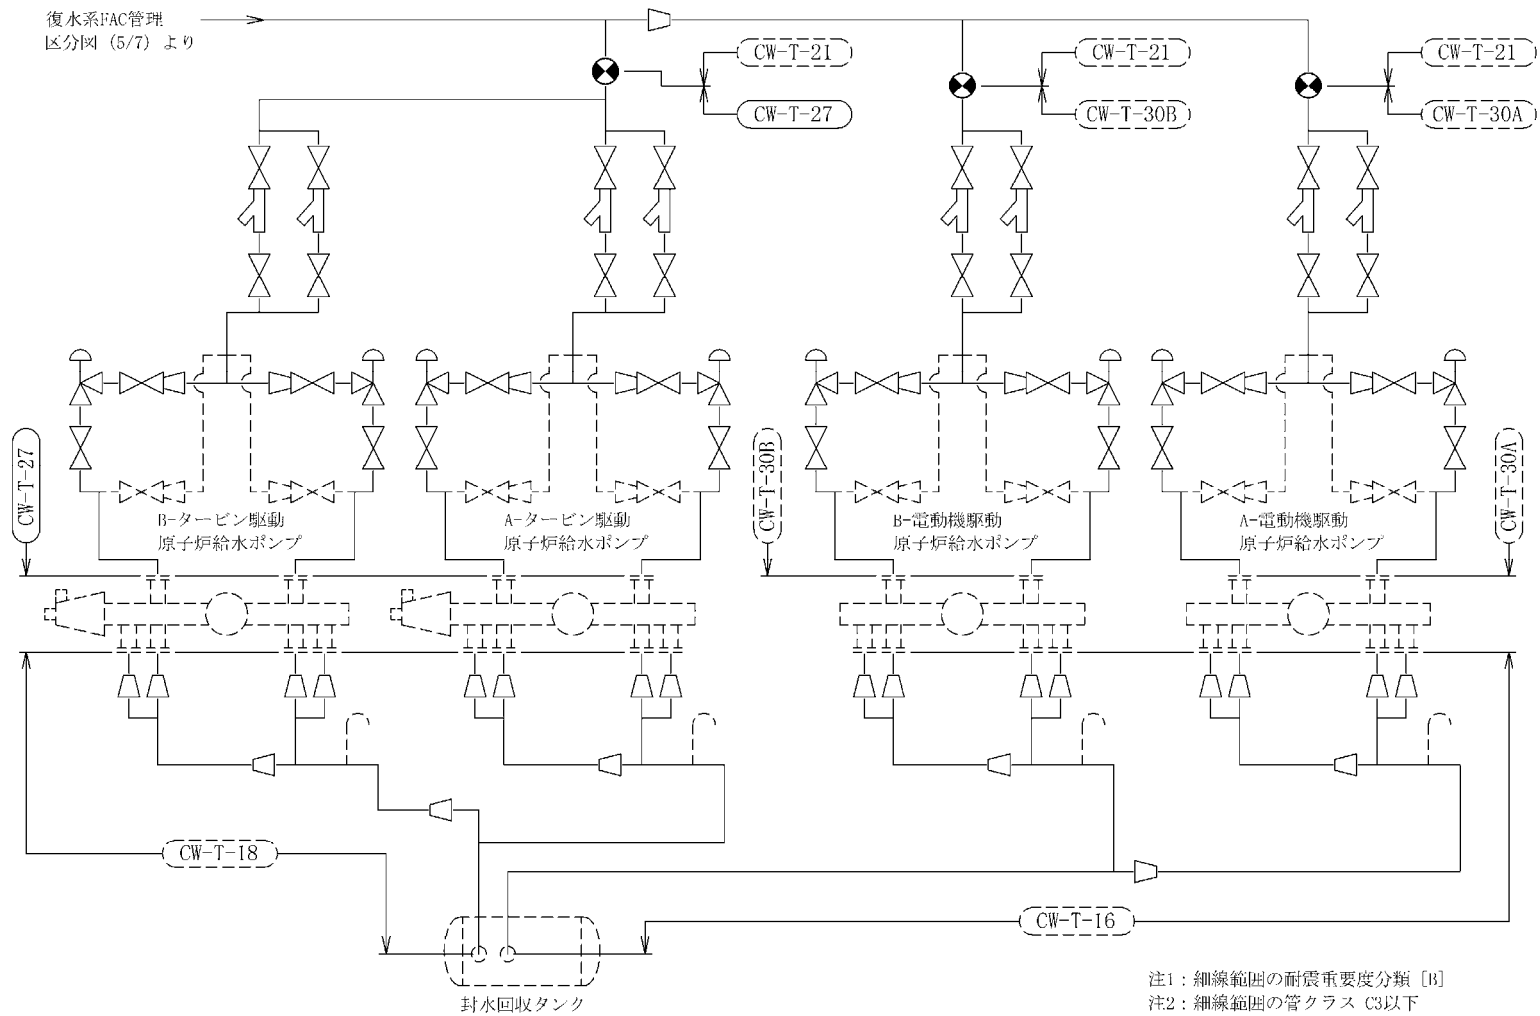 復水系FAC管理
区分図（5/7）より
CW-T-21
CW-T-27
CW-T-21
CW-T-30B
CW-T-21
CW-T-30A
CW-T-27
B-タービン駆動
原子炉給水ポンプ
A-タービン駆動
原子炉給水ポンプ
CW-T-30B
B-電動機駆動
原子炉給水ポンプ
A-電動機駆動
原子炉給水ポンプ
CW-T-30A
CW-T-18
CW-T-16
封水回収タンク
注1：細線範囲の耐震重要度分類［B］
注2：細線範囲の管クラス C3以下